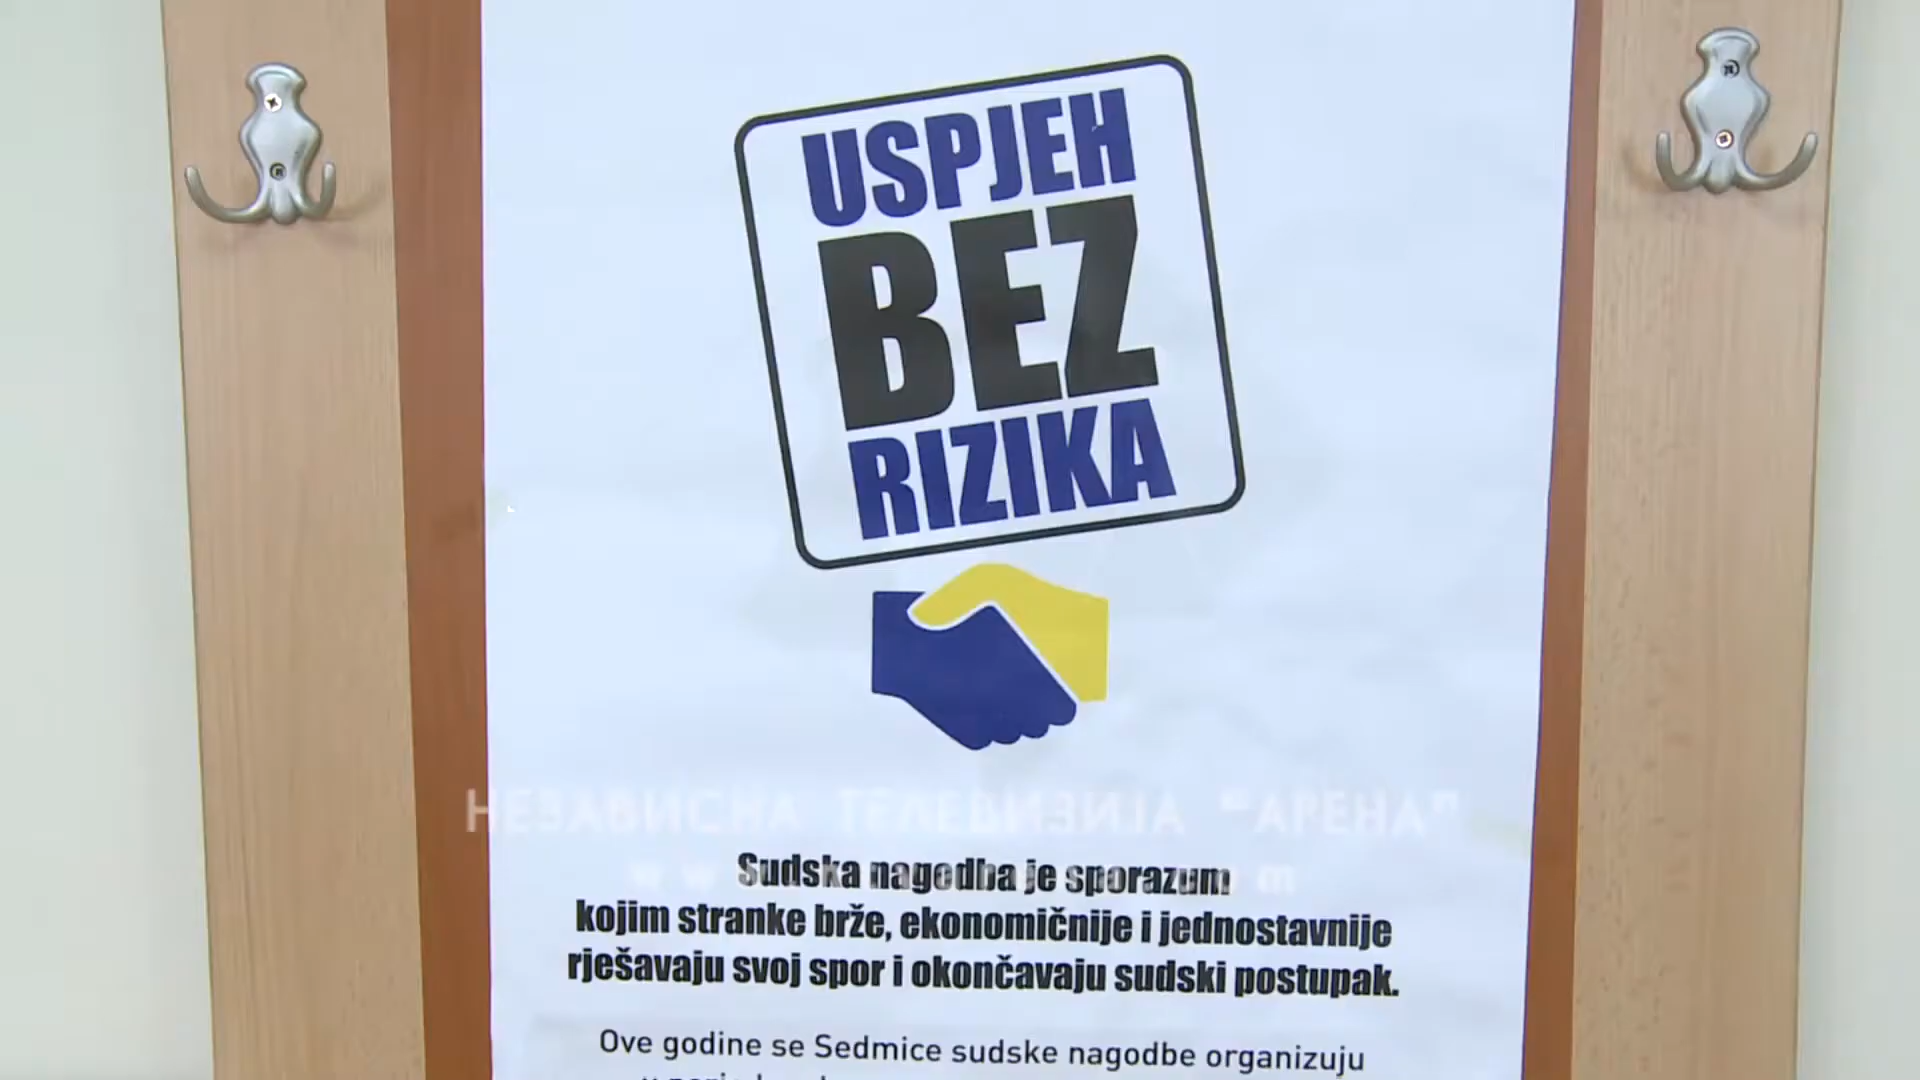 USPJEH
BEZ
RIZIKA
НЕЗАВИСНА ТЕЛЕВИЗИЈА "АРЕНА"
Sudska nagodba je sporazum
kojim stranke brže, ekonomičnije i jednostavnije
rješavaju svoj spor i okončavaju sudski postupak.
Ove godine se Sedmice sudske nagodbe organizuju